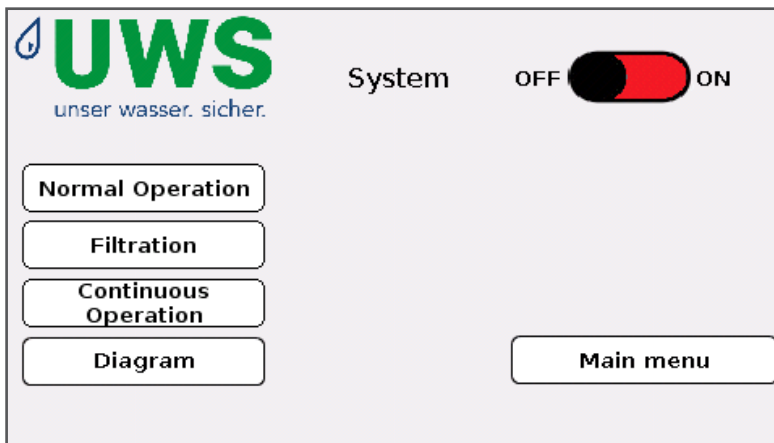 UWS
unser wasser. sicher.
System
OFF ON
Normal Operation
Filtration
Continuous
Operation
Diagram
Main menu